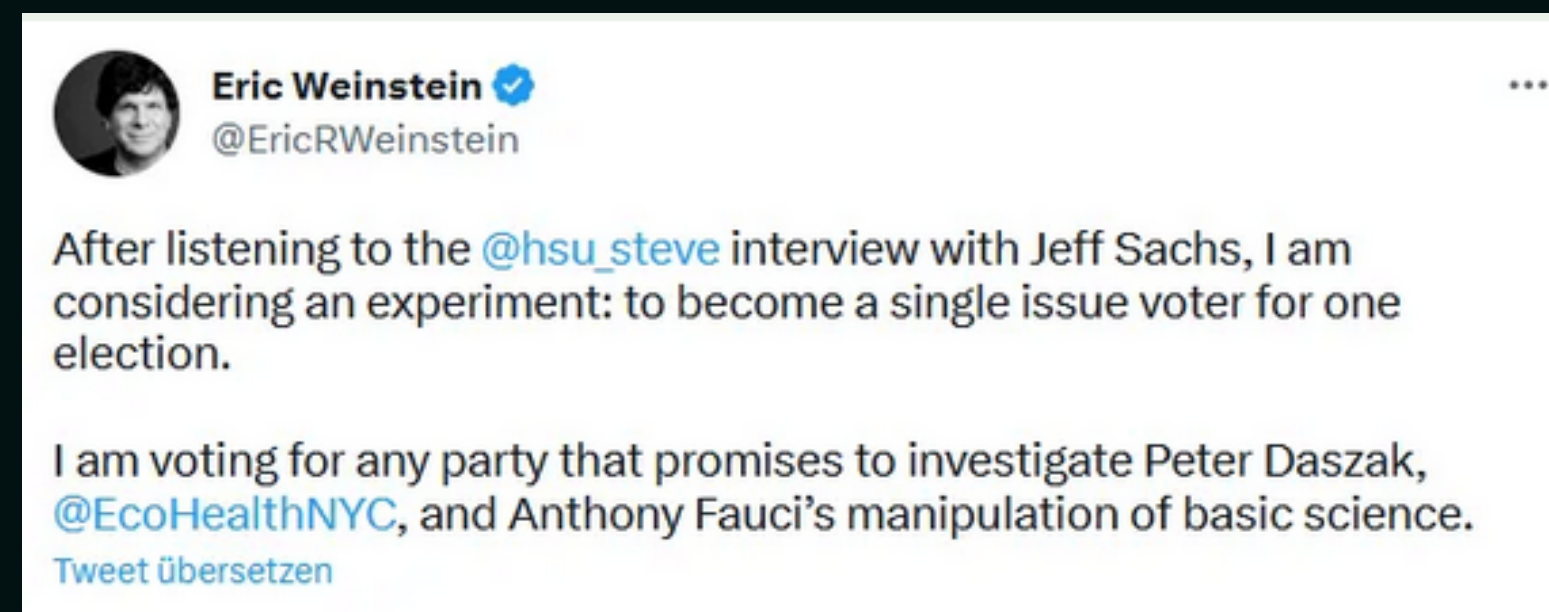 Eric Weinstein
@EricRWeinstein
After listening to the @hsu_steve interview with Jeff Sachs, I am
considering an experiment: to become a single issue voter for one
election.
I am voting for any party that promises to investigate Peter Daszak,
@EcoHealthNYC, and Anthony Fauci’s manipulation of basic science.
Tweet übersetzen